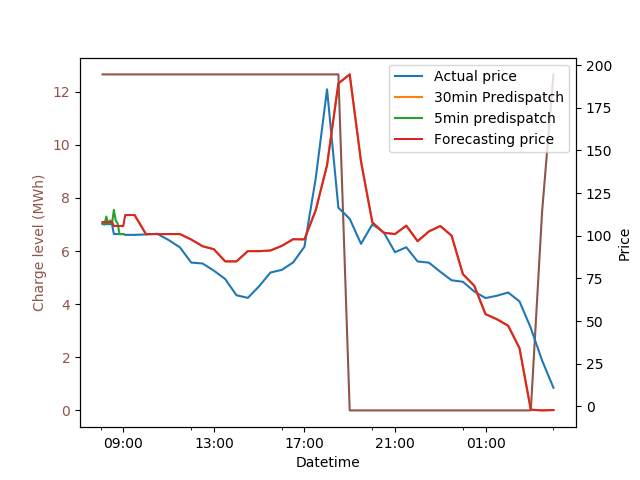 Actual price
30min Predispatch
5min predispatch
Forecasting price
Charge level (MWh)
12
10
8
6
4
2
0
200
175
150
125
100
75
50
25
0
Price
09:00 13:00 17:00 21:00 01:00
Datetime